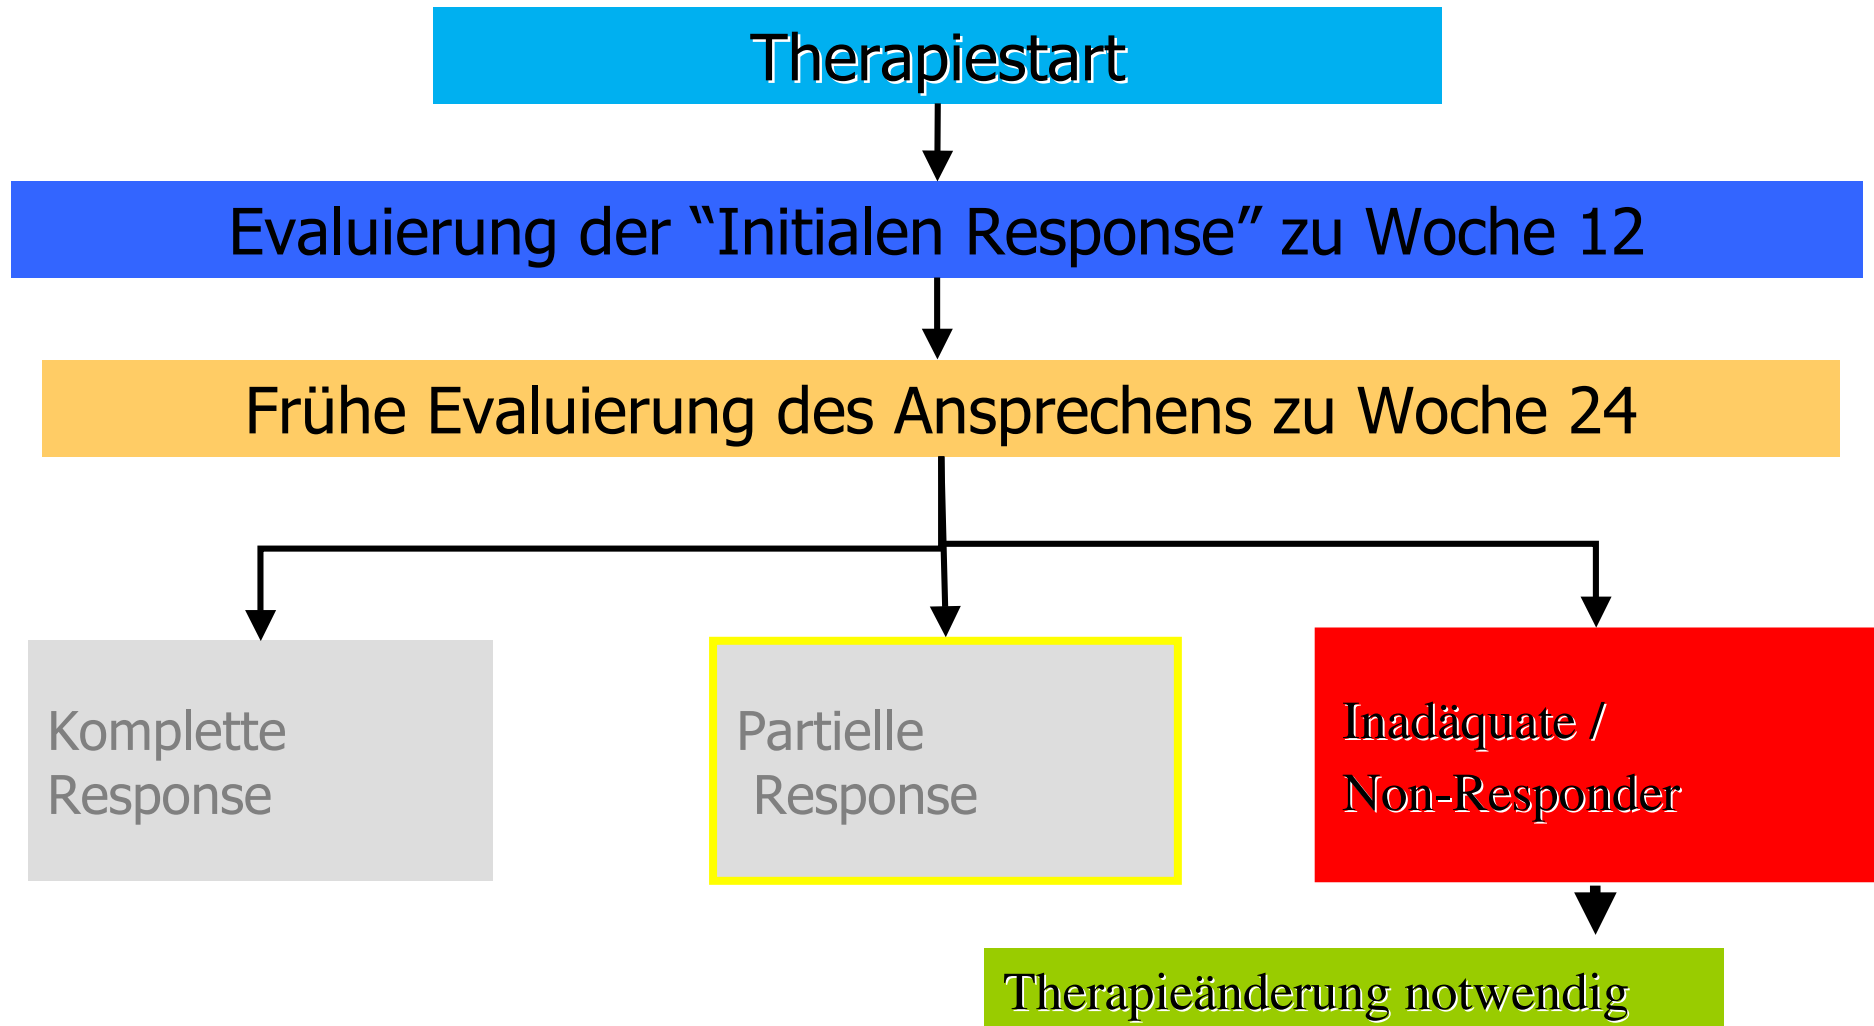 Therapiestart
Evaluierung der “Initialen Response” zu Woche 12
Frühe Evaluierung des Ansprechens zu Woche 24
Komplette
Response
Partielle
Response
Inadäquate /
Non-Responder
Therapieänderung notwendig